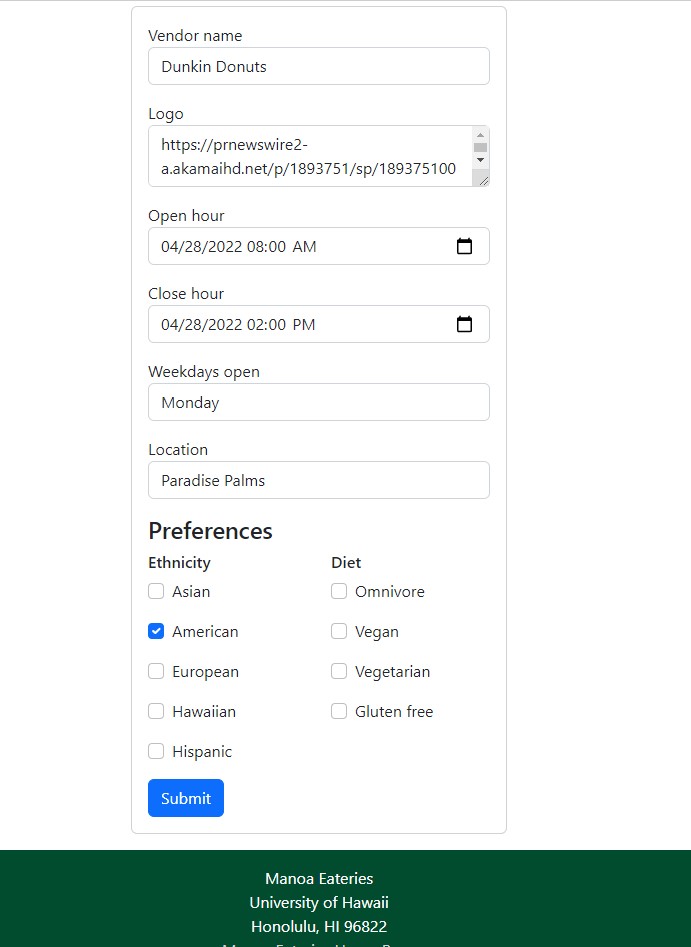 Vendor name
Dunkin Donuts
Logo
https://prnewswire2-
a.akamaihd.net/p/1893751/sp/189375100
Open hour
04/28/2022 08:00 AM
Close hour
04/28/2022 02:00 PM
Weekdays open
Monday
Location
Paradise Palms
Preferences
Ethnicity
Asian
American
European
Hawaiian
Hispanic
Diet
Omnivore
Vegan
Vegetarian
Gluten free
Submit
Manoa Eateries
University of Hawaii
Honolulu, HI 96822